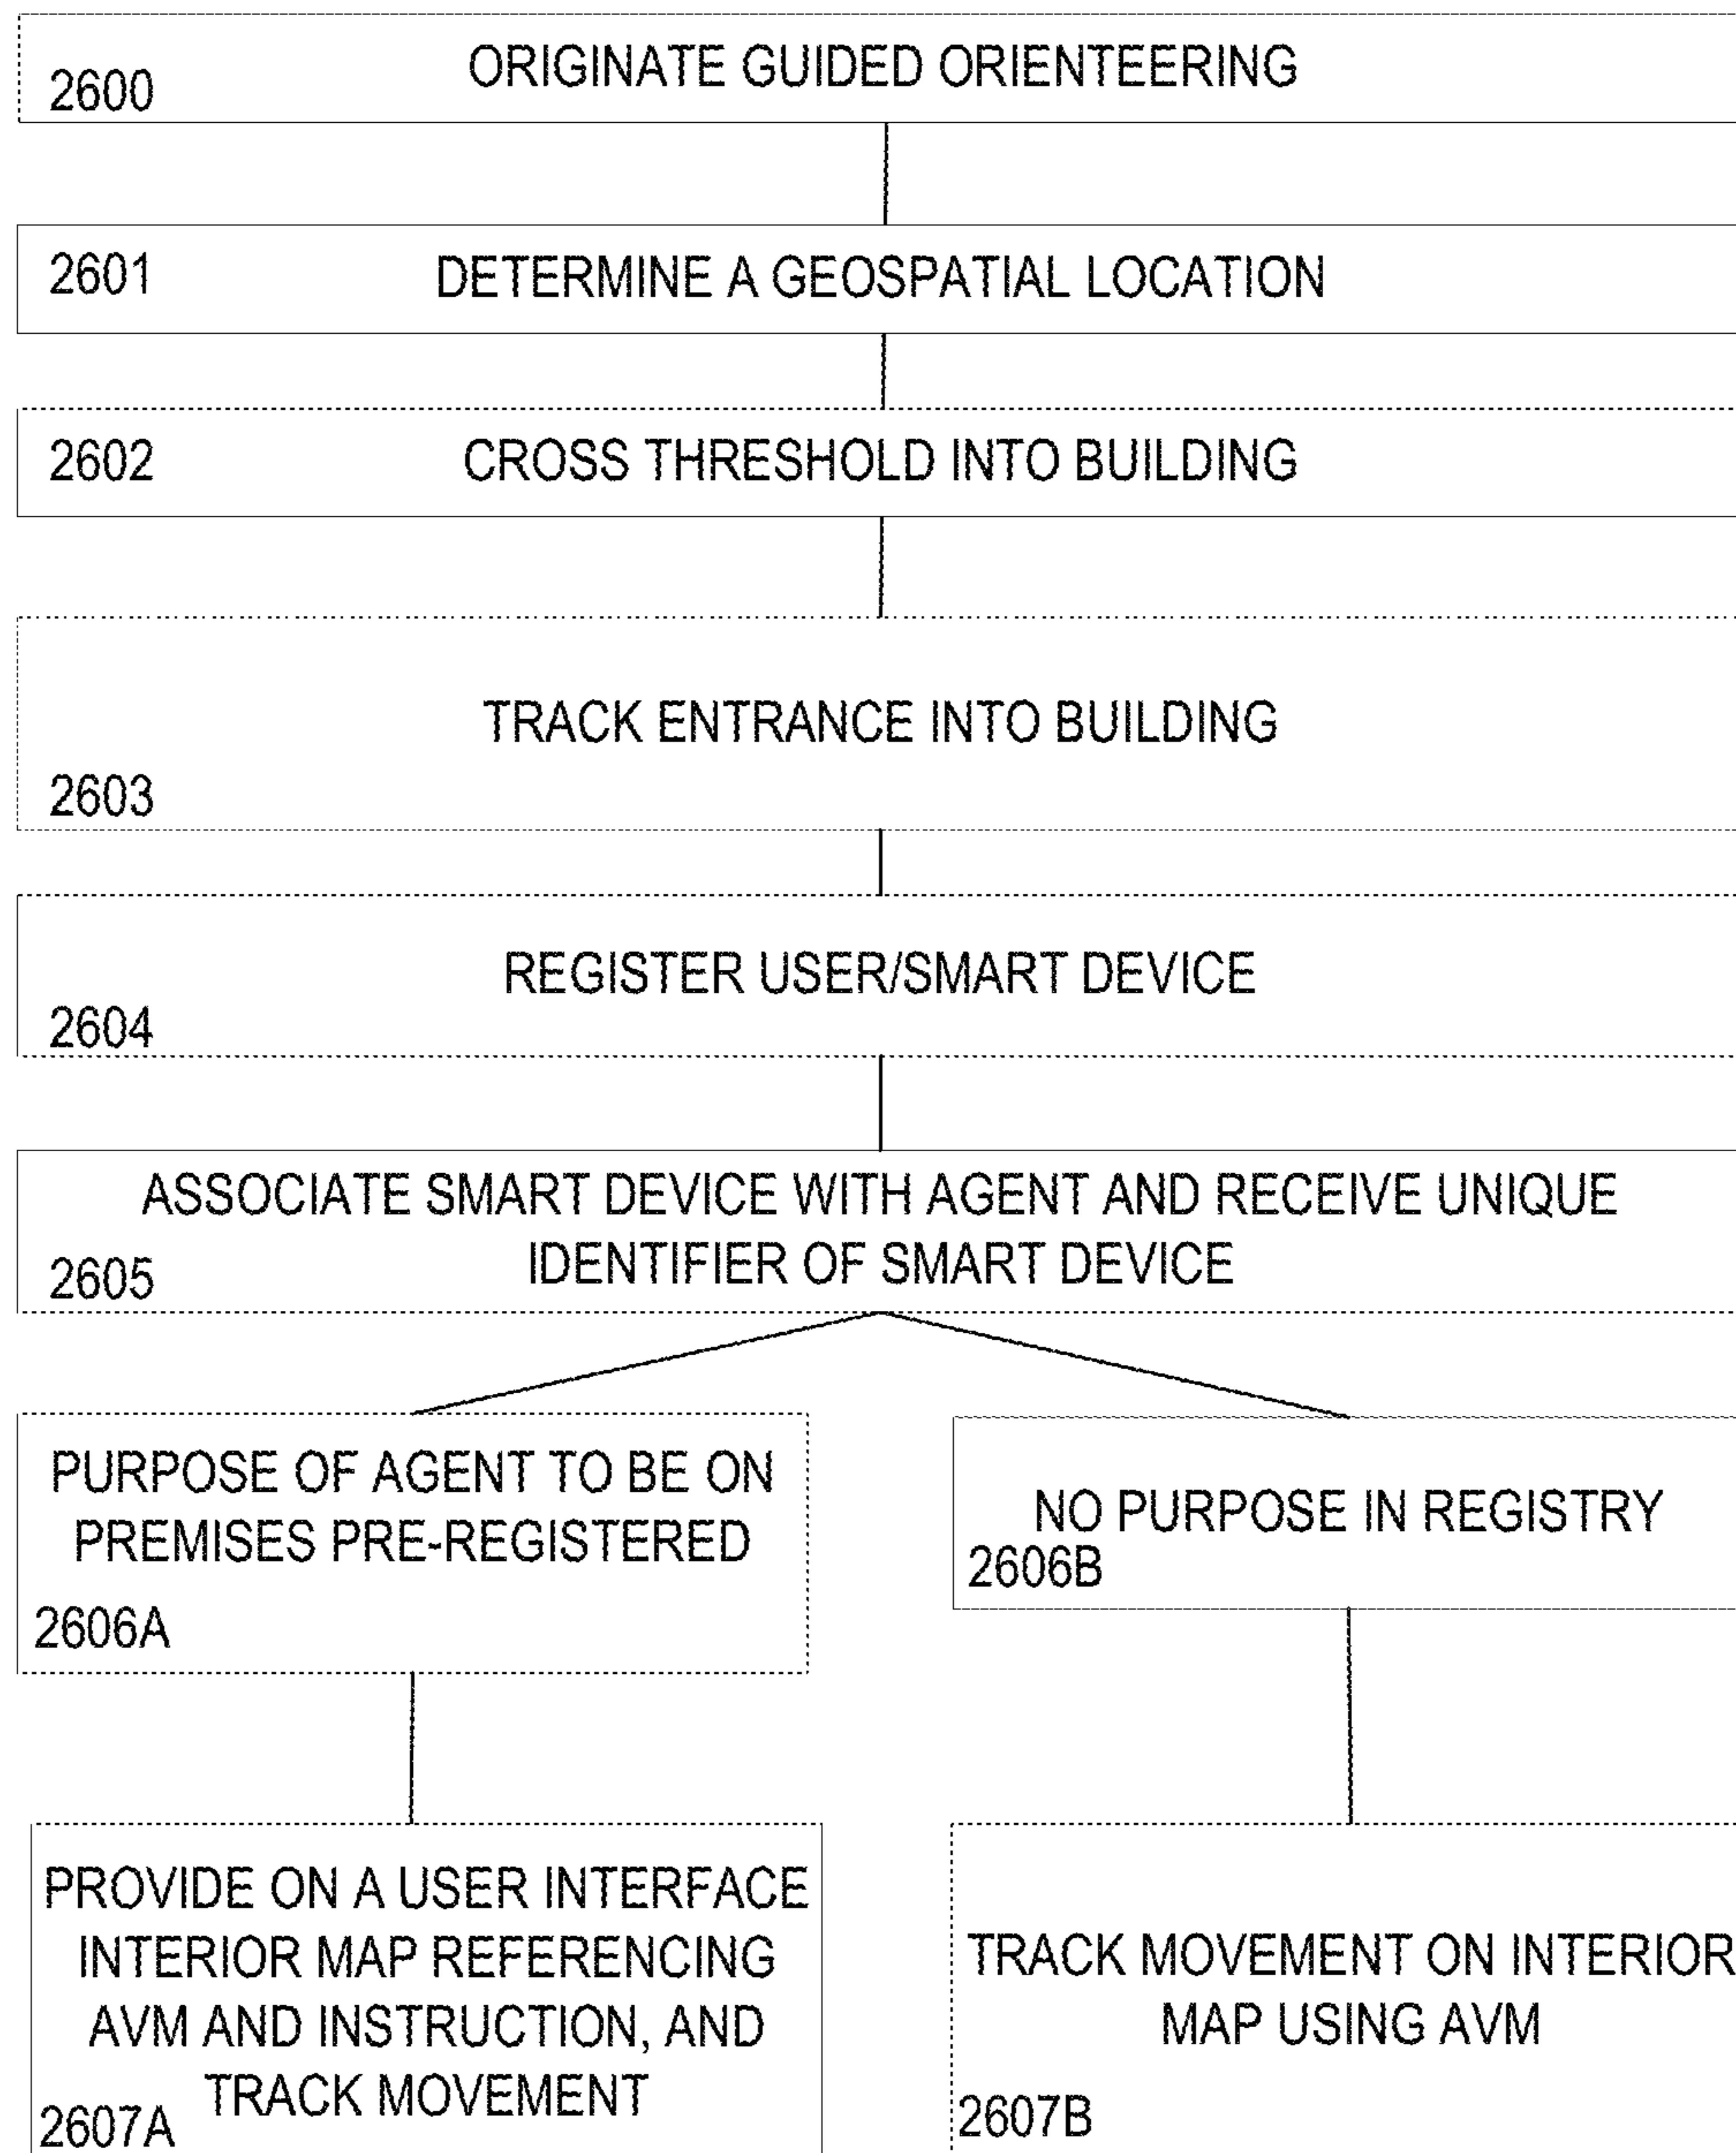 ORIGINATE GUIDED ORIENTEERING
2600
2601
DETERMINE A GEOSPATIAL LOCATION
2602
CROSS THRESHOLD INTO BUILDING
TRACK ENTRANCE INTO BUILDING
2603
REGISTER USER/SMART DEVICE
2604
ASSOCIATE SMART DEVICE WITH AGENT AND RECEIVE UNIQUE
IDENTIFIER OF SMART DEVICE
2605
PURPOSE OF AGENT TO BE ON
PREMISES PRE-REGISTERED
2606A
NO PURPOSE IN REGISTRY
2606B
PROVIDE ON A USER INTERFACE
INTERIOR MAP REFERENCING
AVM AND INSTRUCTION, AND
TRACK MOVEMENT
2607A
TRACK MOVEMENT ON INTERIOR
MAP USING AVM
2607B